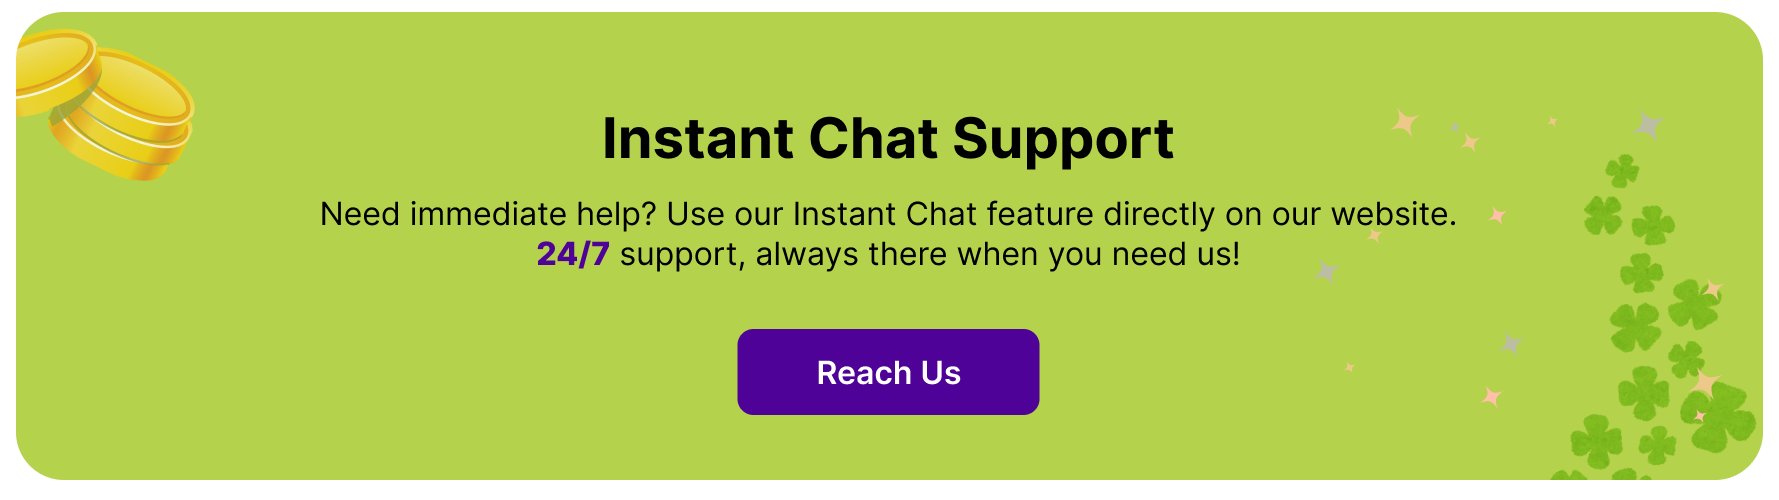 Instant Chat Support
Need immediate help? Use our Instant Chat feature directly on our website.
24/7 support, always there when you need us!
Reach Us